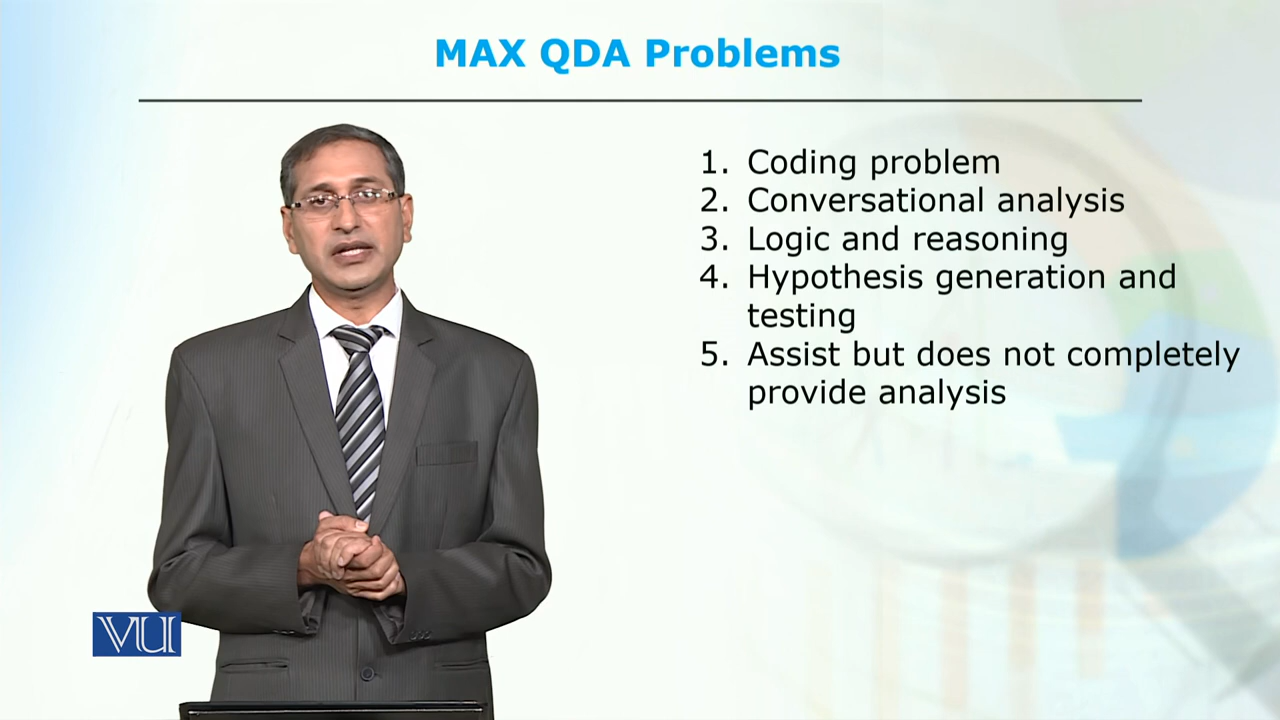 MAX QDA Problems
1. Coding problem
2. Conversational analysis
3. Logic and reasoning
4. Hypothesis generation and
testing
5. Assist but does not completely
provide analysis
VU